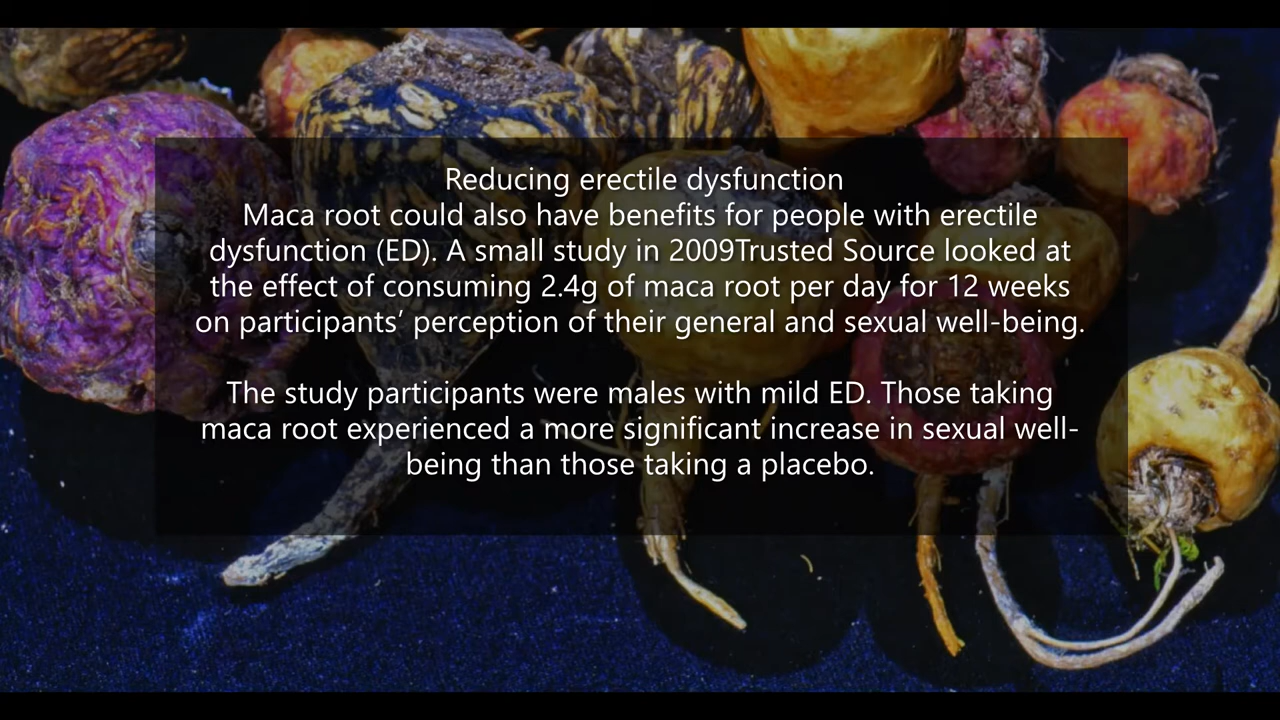 Reducing erectile dysfunction
Maca root could also have benefits for people with erectile
dysfunction (ED). A small study in 2009Trusted Source looked at
the effect of consuming 2.4g of maca root per day for 12 weeks
on participants’ perception of their general and sexual well-being.
The study participants were males with mild ED. Those taking
maca root experienced a more significant increase in sexual well-
being than those taking a placebo.